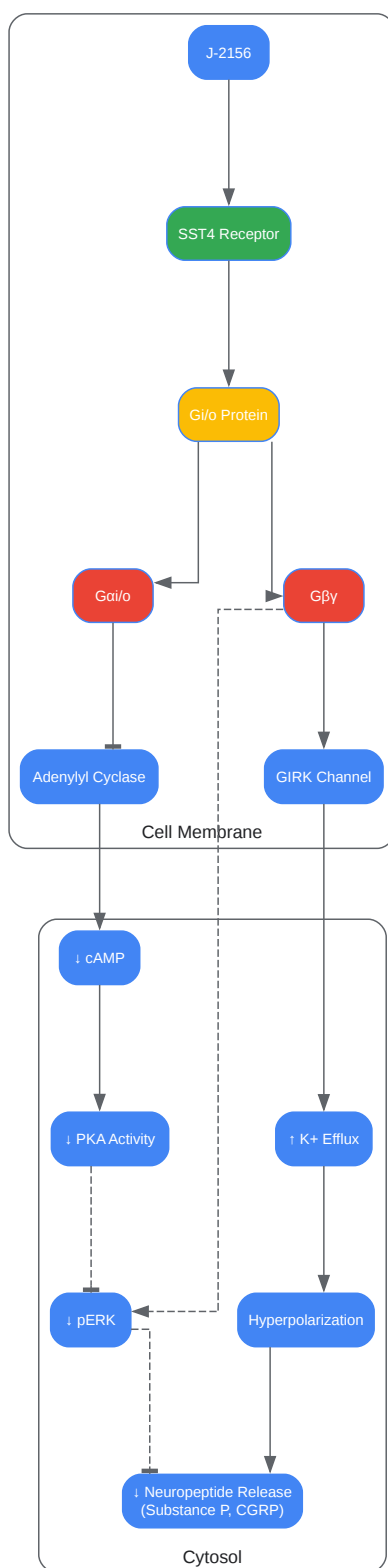 J-2156
SST4 Receptor
Gi/o Protein
Gαi/o
Gβγ
Adenylyl Cyclase
GIRK Channel
Cell Membrane
↓ cAMP
↓ PKA Activity
↑ K+ Efflux
↓ pERK
Hyperpolarization
↓ Neuropeptide Release
(Substance P, CGRP)
Cytosol